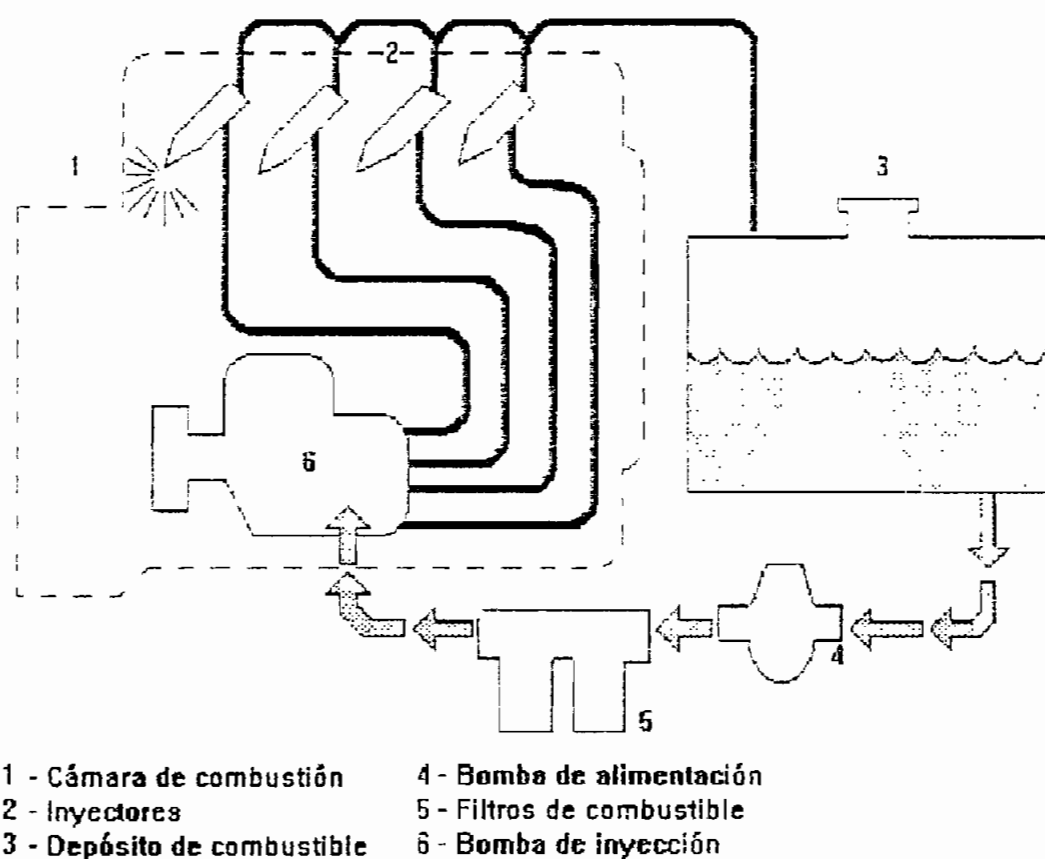 2
1
3
6
4
5
1 - Cámara de combustión
2 - Inyectores
3 - Depósito de combustible
4 - Bomba de alimentación
5 - Filtros de combustible
6 - Bomba de inyección